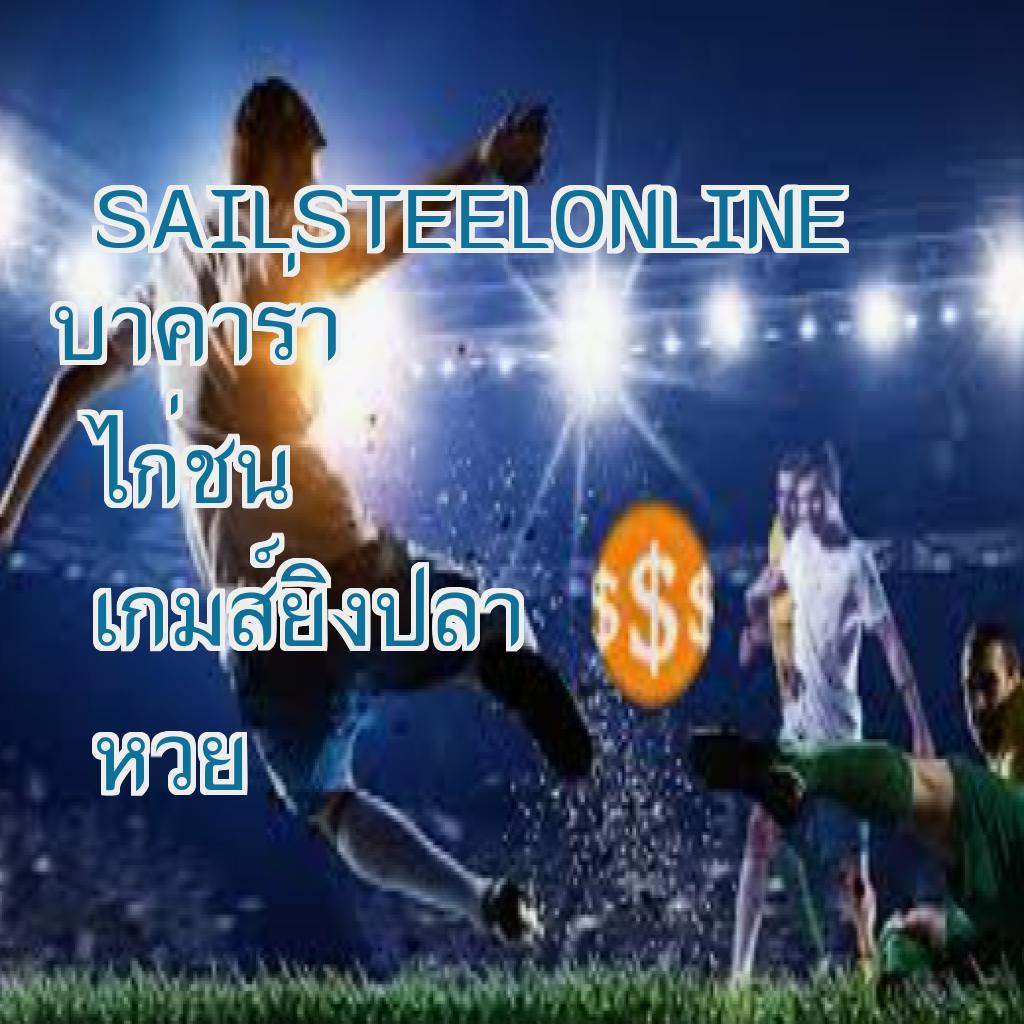 SAILSTEELONLINE
บาคาร่า
ไก่ชน
เกมส์ยิงปลา
หวย
$ $ $